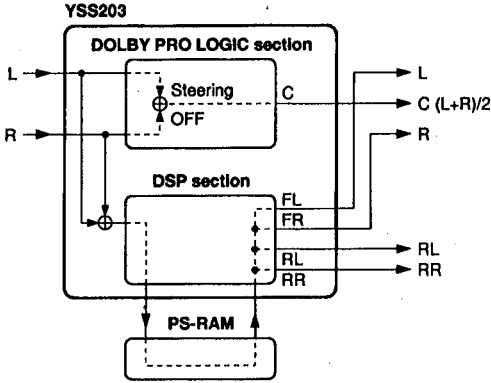 YSS203
DOLBY PRO LOGIC section
L
L
Steering
C
C (L+R)/2
OFF
R
R
DSP section
FL
FR
RL
RL
RR
RR
PS-RAM